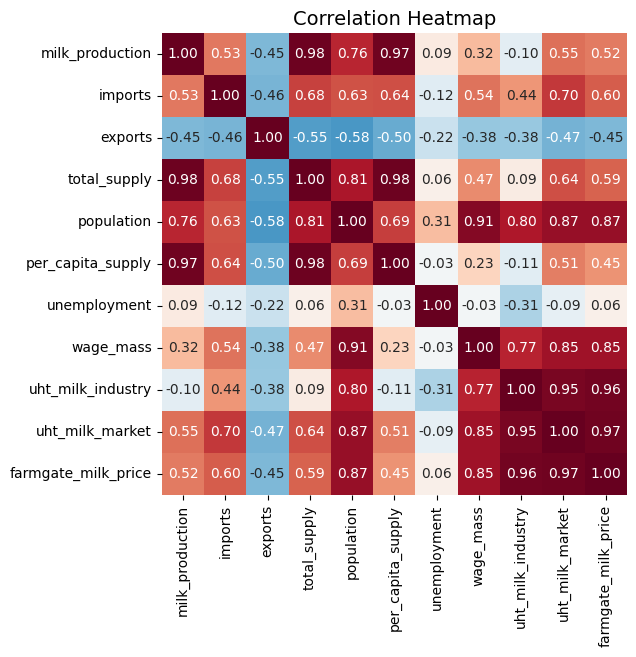 Correlation Heatmap
milk_production 1.00 0.53 -0.45 0.98 0.76 0.97 0.09 0.32 -0.10 0.55 0.52
imports 0.53 1.00 -0.46 0.68 0.63 0.64 -0.12 0.54 0.44 0.70 0.60
exports -0.45 -0.46 1.00 -0.55 -0.58 -0.50 -0.22 -0.38 -0.38 -0.47 -0.45
total_supply 0.98 0.68 -0.55 1.00 0.81 0.98 0.06 0.47 0.09 0.64 0.59
population 0.76 0.63 -0.58 0.81 1.00 0.69 0.31 0.91 0.80 0.87 0.87
per_capita_supply 0.97 0.64 -0.50 0.98 0.69 1.00 -0.03 0.23 -0.11 0.51 0.45
unemployment 0.09 -0.12 -0.22 0.06 0.31 -0.03 1.00 -0.03 -0.31 -0.09 0.06
wage_mass 0.32 0.54 -0.38 0.47 0.91 0.23 -0.03 1.00 0.77 0.85 0.85
uht_milk_industry -0.10 0.44 -0.38 0.09 0.80 -0.11 -0.31 0.77 1.00 0.95 0.96
uht_milk_market 0.55 0.70 -0.47 0.64 0.87 0.51 -0.09 0.85 0.95 1.00 0.97
farmgate_milk_price 0.52 0.60 -0.45 0.59 0.87 0.45 0.06 0.85 0.96 0.97 1.00
milk_production
imports
exports
total_supply
population
per_capita_supply
unemployment
wage_mass
uht_milk_industry
uht_milk_market
farmgate_milk_price